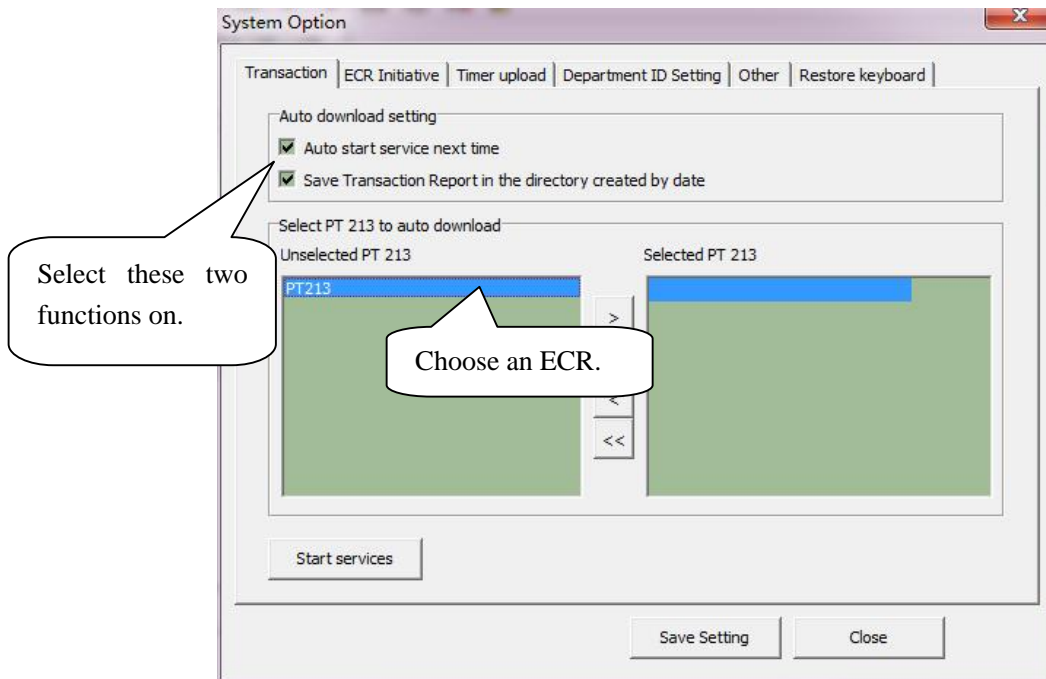 System Option
X
Transaction ECR Initiative Timer upload Department ID Setting Other Restore keyboard
Auto download setting
Auto start service next time
Save Transaction Report in the directory created by date
Select PT 213 to auto download
Unselected PT 213 Selected PT 213
PT213
>
<
<<
Select these two
functions on.
Choose an ECR.
Start services
Save Setting Close